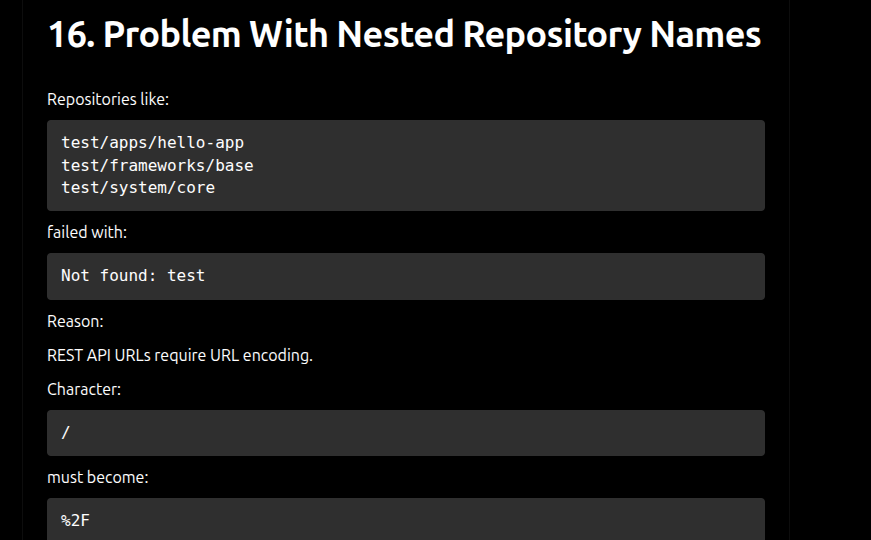 16. Problem With Nested Repository Names
Repositories like:
test/apps/hello-app
test/frameworks/base
test/system/core
failed with:
Not found: test
Reason:
REST API URLs require URL encoding.
Character:
/
must become:
%2F